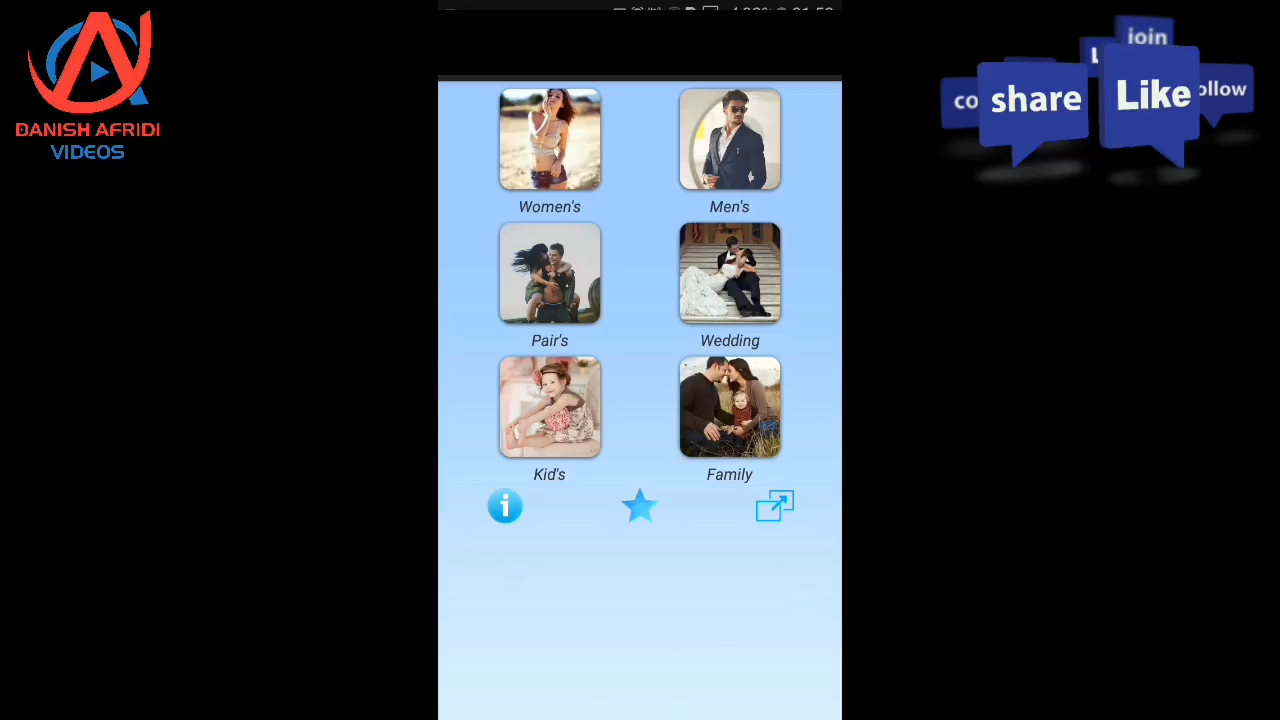 DANISH AFRIDI
VIDEOS
join
L
co
share
Like
ollow
Women's
Men's
Pair's
Wedding
Kid's
Family